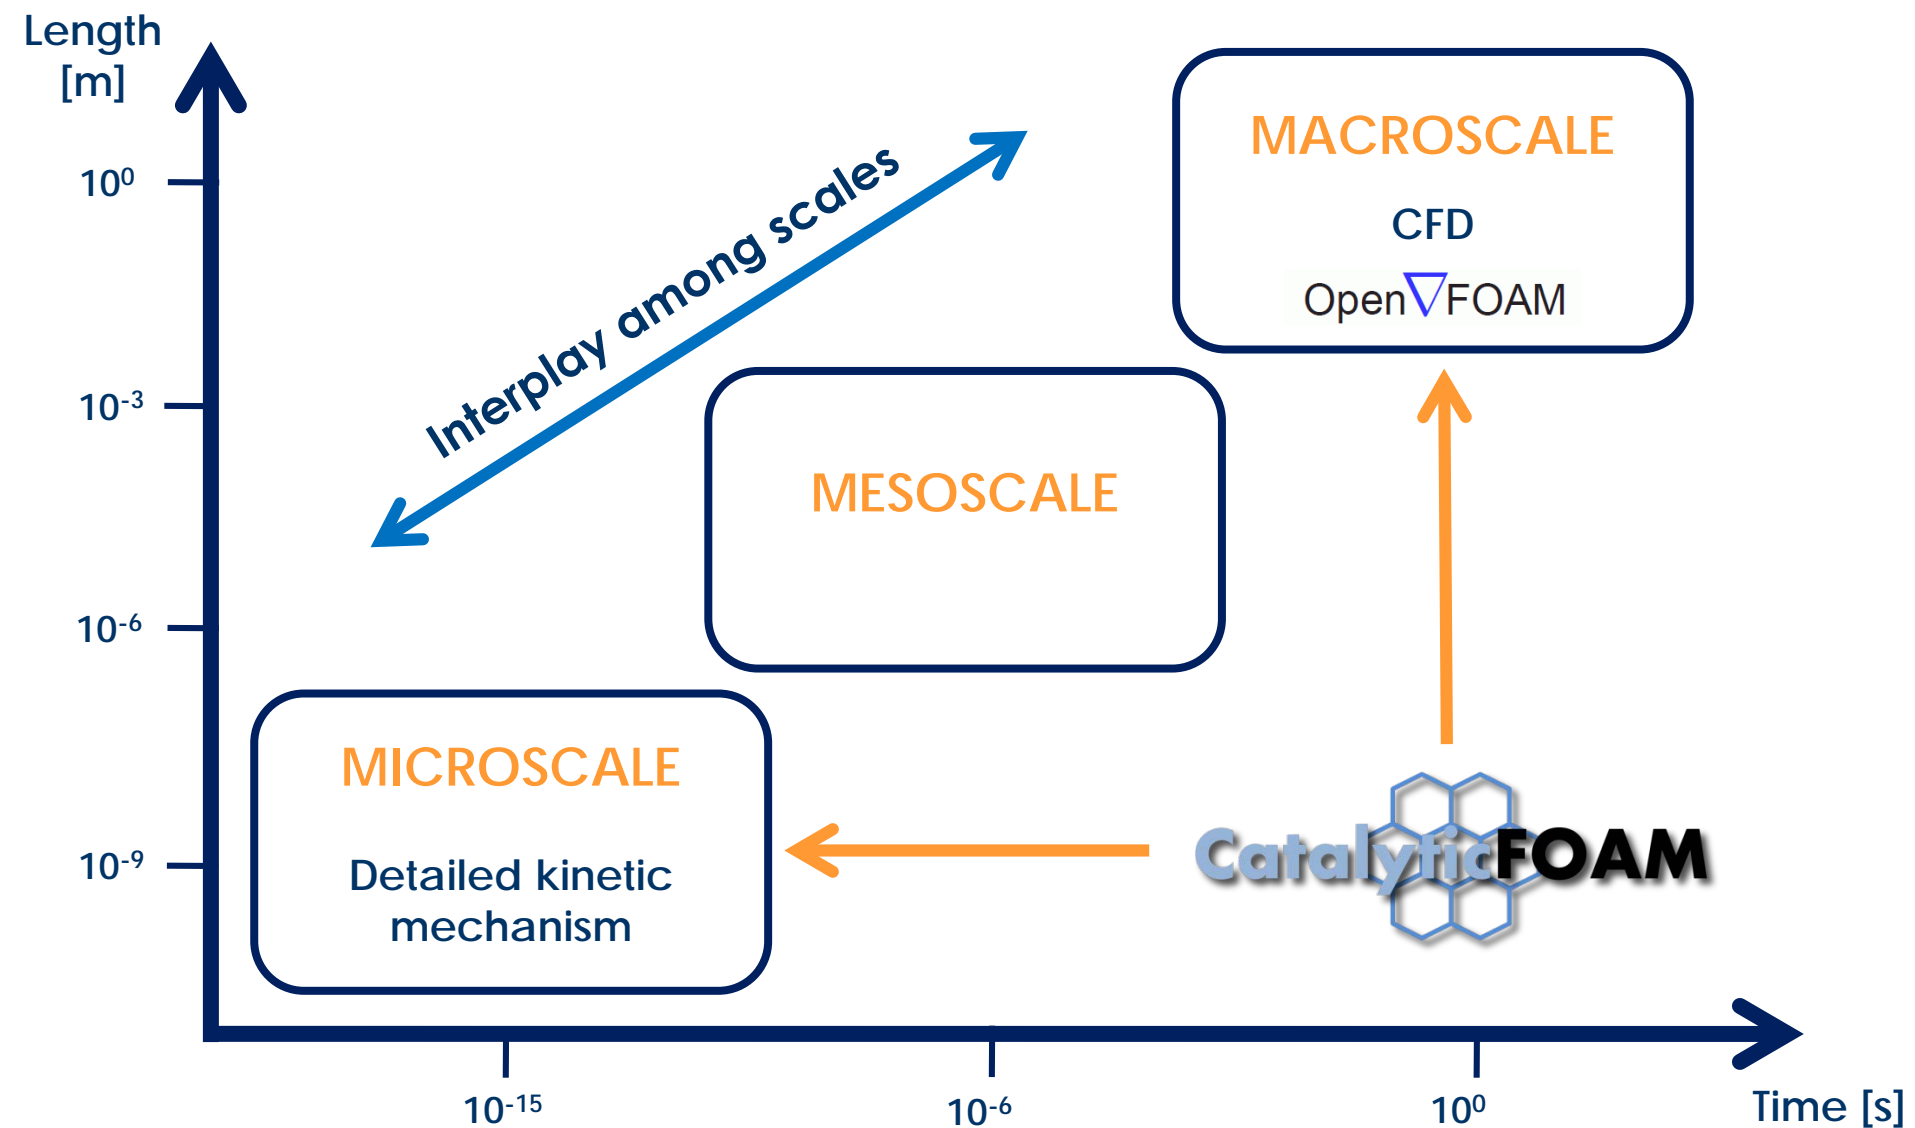 Length
[m]
10⁰
10⁻³
10⁻⁶
10⁻⁹
Interplay among scales
MACROSCALE
CFD
Open▽FOAM
MESOSCALE
MICROSCALE
Detailed kinetic
mechanism
CatalyticFOAM
10⁻¹⁵
10⁻⁶
10⁰
Time [s]